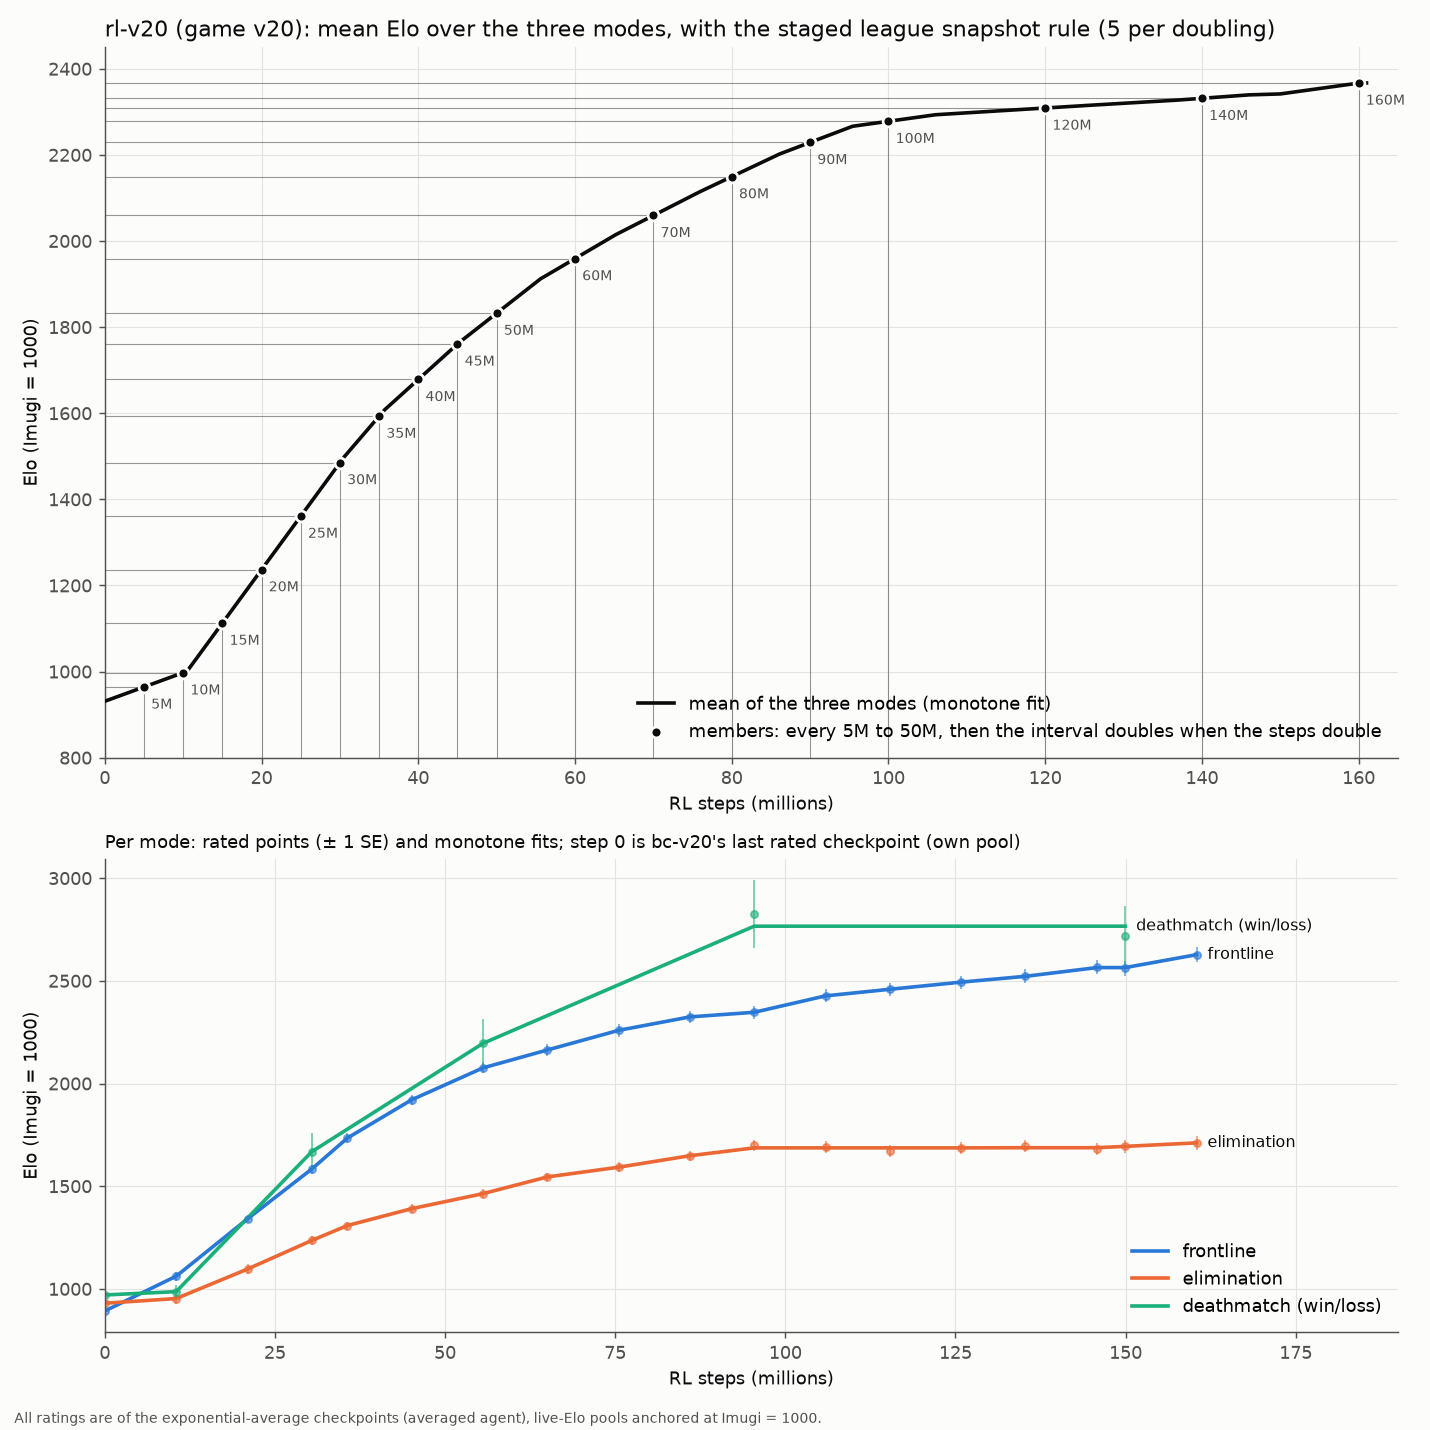 rl-v20 (game v20): mean Elo over the three modes, with the staged league snapshot rule (5 per doubling)
Elo (Imugi = 1000)
2400
2200
2000
1800
1600
1400
1200
1000
800
5M
10M
15M
20M
25M
30M
35M
40M
45M
50M
60M
70M
80M
90M
100M
120M
140M
160M
mean of the three modes (monotone fit)
members: every 5M to 50M, then the interval doubles when the steps double
0 20 40 60 80 100 120 140 160
RL steps (millions)
Per mode: rated points (± 1 SE) and monotone fits; step 0 is bc-v20's last rated checkpoint (own pool)
Elo (Imugi = 1000)
3000
2500
2000
1500
1000
deathmatch (win/loss)
frontline
elimination
frontline
elimination
deathmatch (win/loss)
0 25 50 75 100 125 150 175
RL steps (millions)
All ratings are of the exponential-average checkpoints (averaged agent), live-Elo pools anchored at Imugi = 1000.